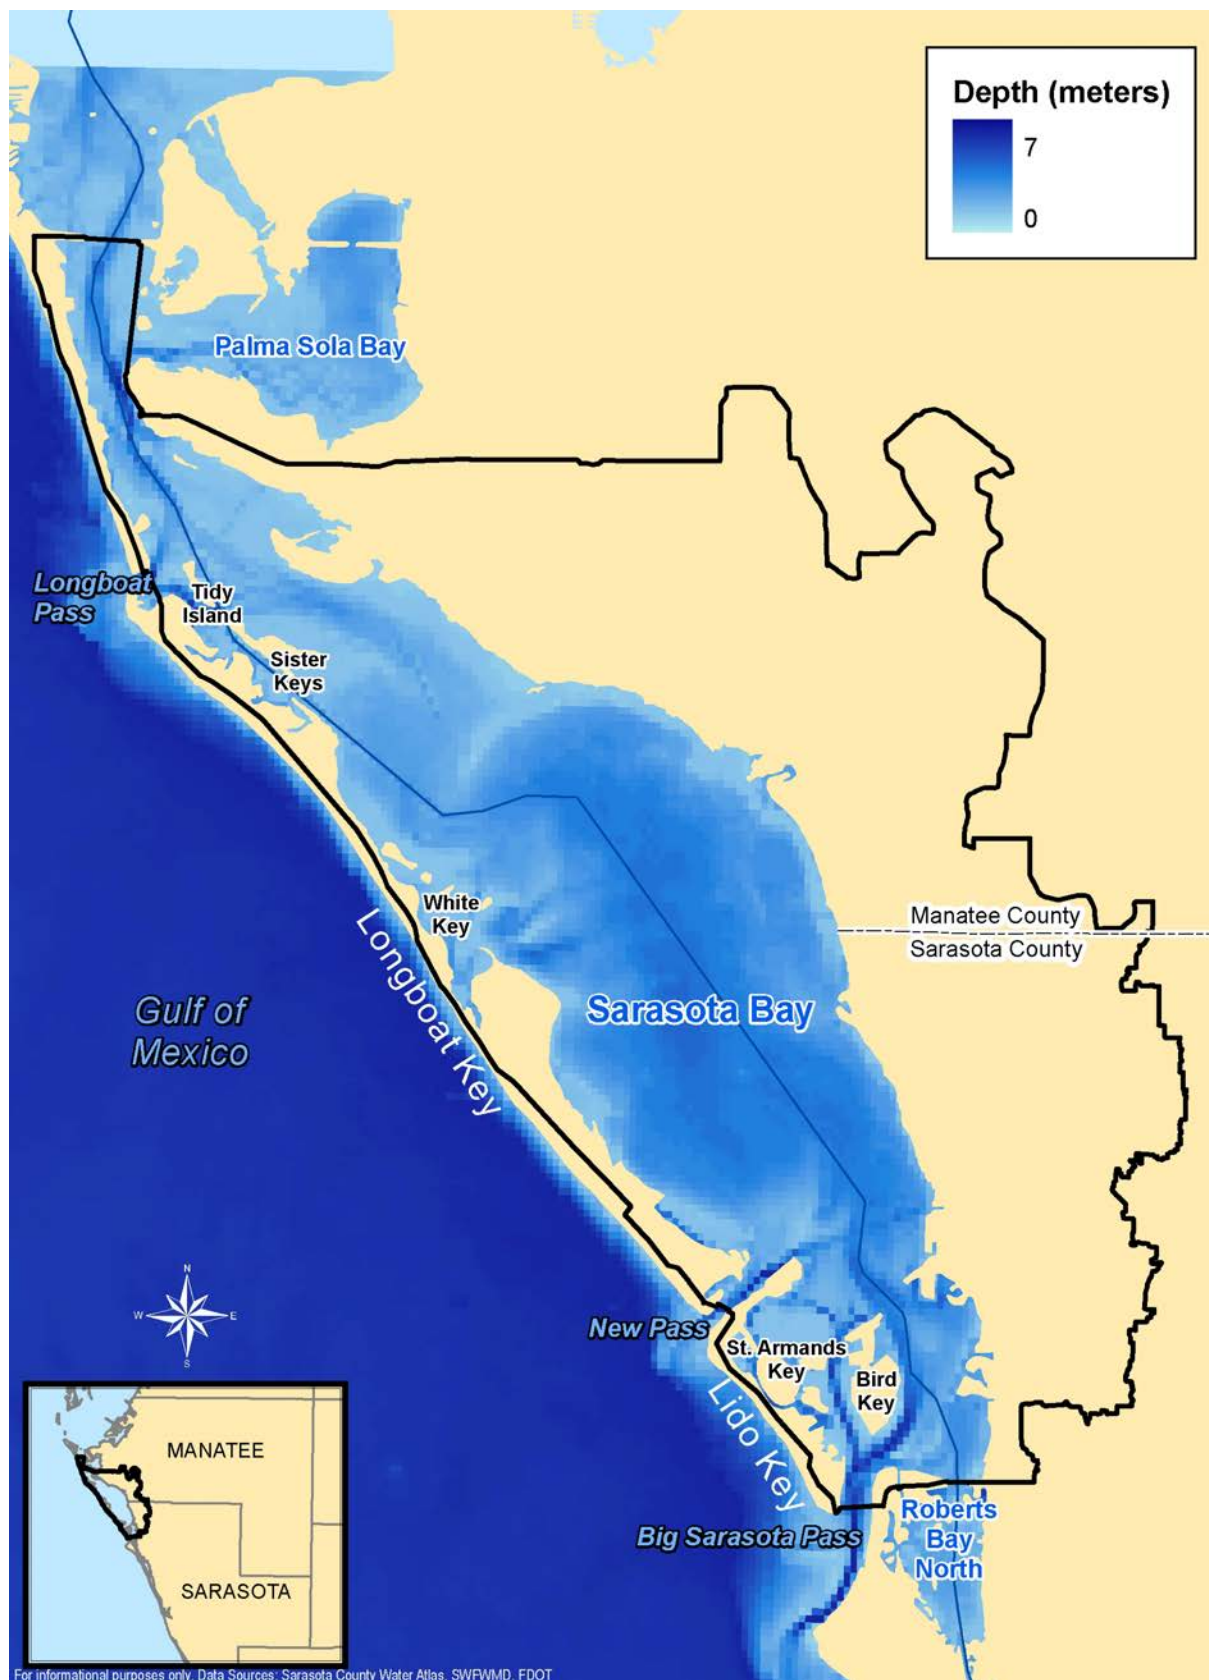 Depth (meters)
7
0
Palma Sola Bay
Longboat
Pass
Tidy
Island
Sister
Keys
White
Key
Manatee County
Sarasota County
Longboat Key
Gulf of
Mexico
Sarasota Bay
N
W
E
S
New Pass
St. Armands
Key
Bird
Key
Lido Key
Big Sarasota Pass
Roberts
Bay
North
MANATEE
SARASOTA
For informational purposes only. Data Sources: Sarasota County Water Atlas, SWFWMD, FDOT